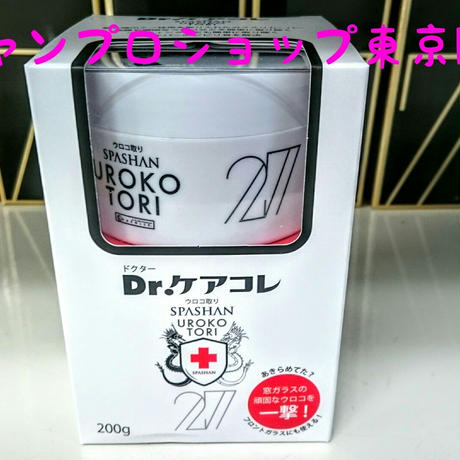 ャンプロショップ東京
ウロコ取り
SPASHAN
UROKO
TORI
27
ドクター
Dr.ケアコレ
ウロコ取り
SPASHAN
UROKO
TORI
SPASHAN
27
あきらめてた?
窓ガラスの
頑固なウロコを
一撃!
フロントガラスにも使える!
200g